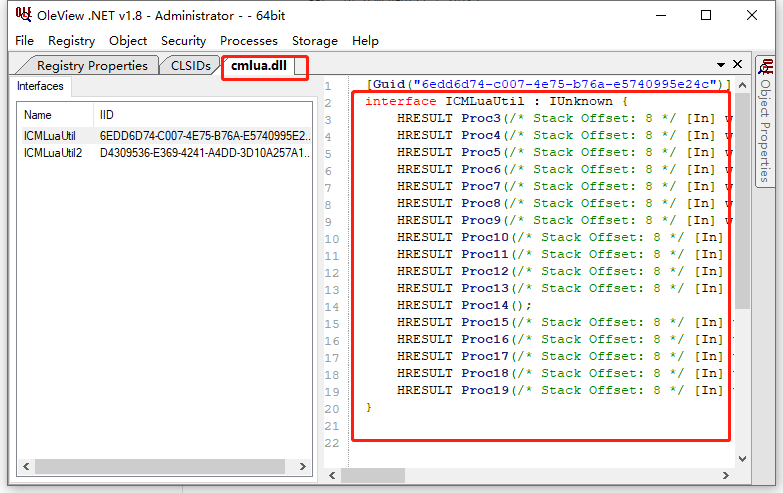 OleView .NET v1.8 - Administrator - - 64bit
File Registry Object Security Processes Storage Help
Registry Properties CLSIDs cmlua.dll
Interfaces
Name IID
ICMLuaUtil 6EDD6D74-C007-4E75-B76A-E5740995E2...
ICMLuaUtil2 D4309536-E369-4241-A4DD-3D10A257A1...
1 [Guid("6edd6d74-c007-4e75-b76a-e5740995e24c")]
2 interface ICMLuaUtil : IUnknown {
3 HRESULT Proc3(/* Stack Offset: 8 */ [In] w
4 HRESULT Proc4(/* Stack Offset: 8 */ [In] w
5 HRESULT Proc5(/* Stack Offset: 8 */ [In] w
6 HRESULT Proc6(/* Stack Offset: 8 */ [In] w
7 HRESULT Proc7(/* Stack Offset: 8 */ [In] w
8 HRESULT Proc8(/* Stack Offset: 8 */ [In] w
9 HRESULT Proc9(/* Stack Offset: 8 */ [In] w
10 HRESULT Proc10(/* Stack Offset: 8 */ [In]
11 HRESULT Proc11(/* Stack Offset: 8 */ [In]
12 HRESULT Proc12(/* Stack Offset: 8 */ [In]
13 HRESULT Proc13(/* Stack Offset: 8 */ [In]
14 HRESULT Proc14();
15 HRESULT Proc15(/* Stack Offset: 8 */ [In]
16 HRESULT Proc16(/* Stack Offset: 8 */ [In]
17 HRESULT Proc17(/* Stack Offset: 8 */ [In]
18 HRESULT Proc18(/* Stack Offset: 8 */ [In]
19 HRESULT Proc19(/* Stack Offset: 8 */ [In]
20 }
21
22
Object Properties